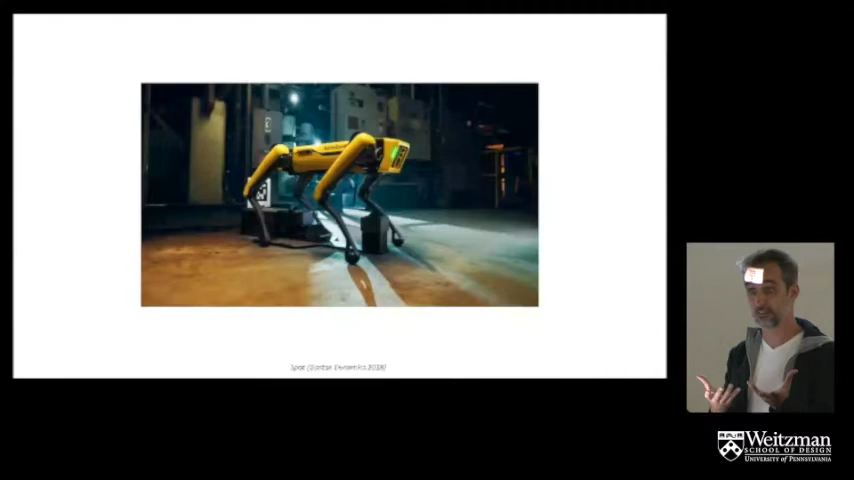 Spot (Boston Dynamics 2018)
Weitzman
SCHOOL OF DESIGN
UNIVERSITY OF PENNSYLVANIA